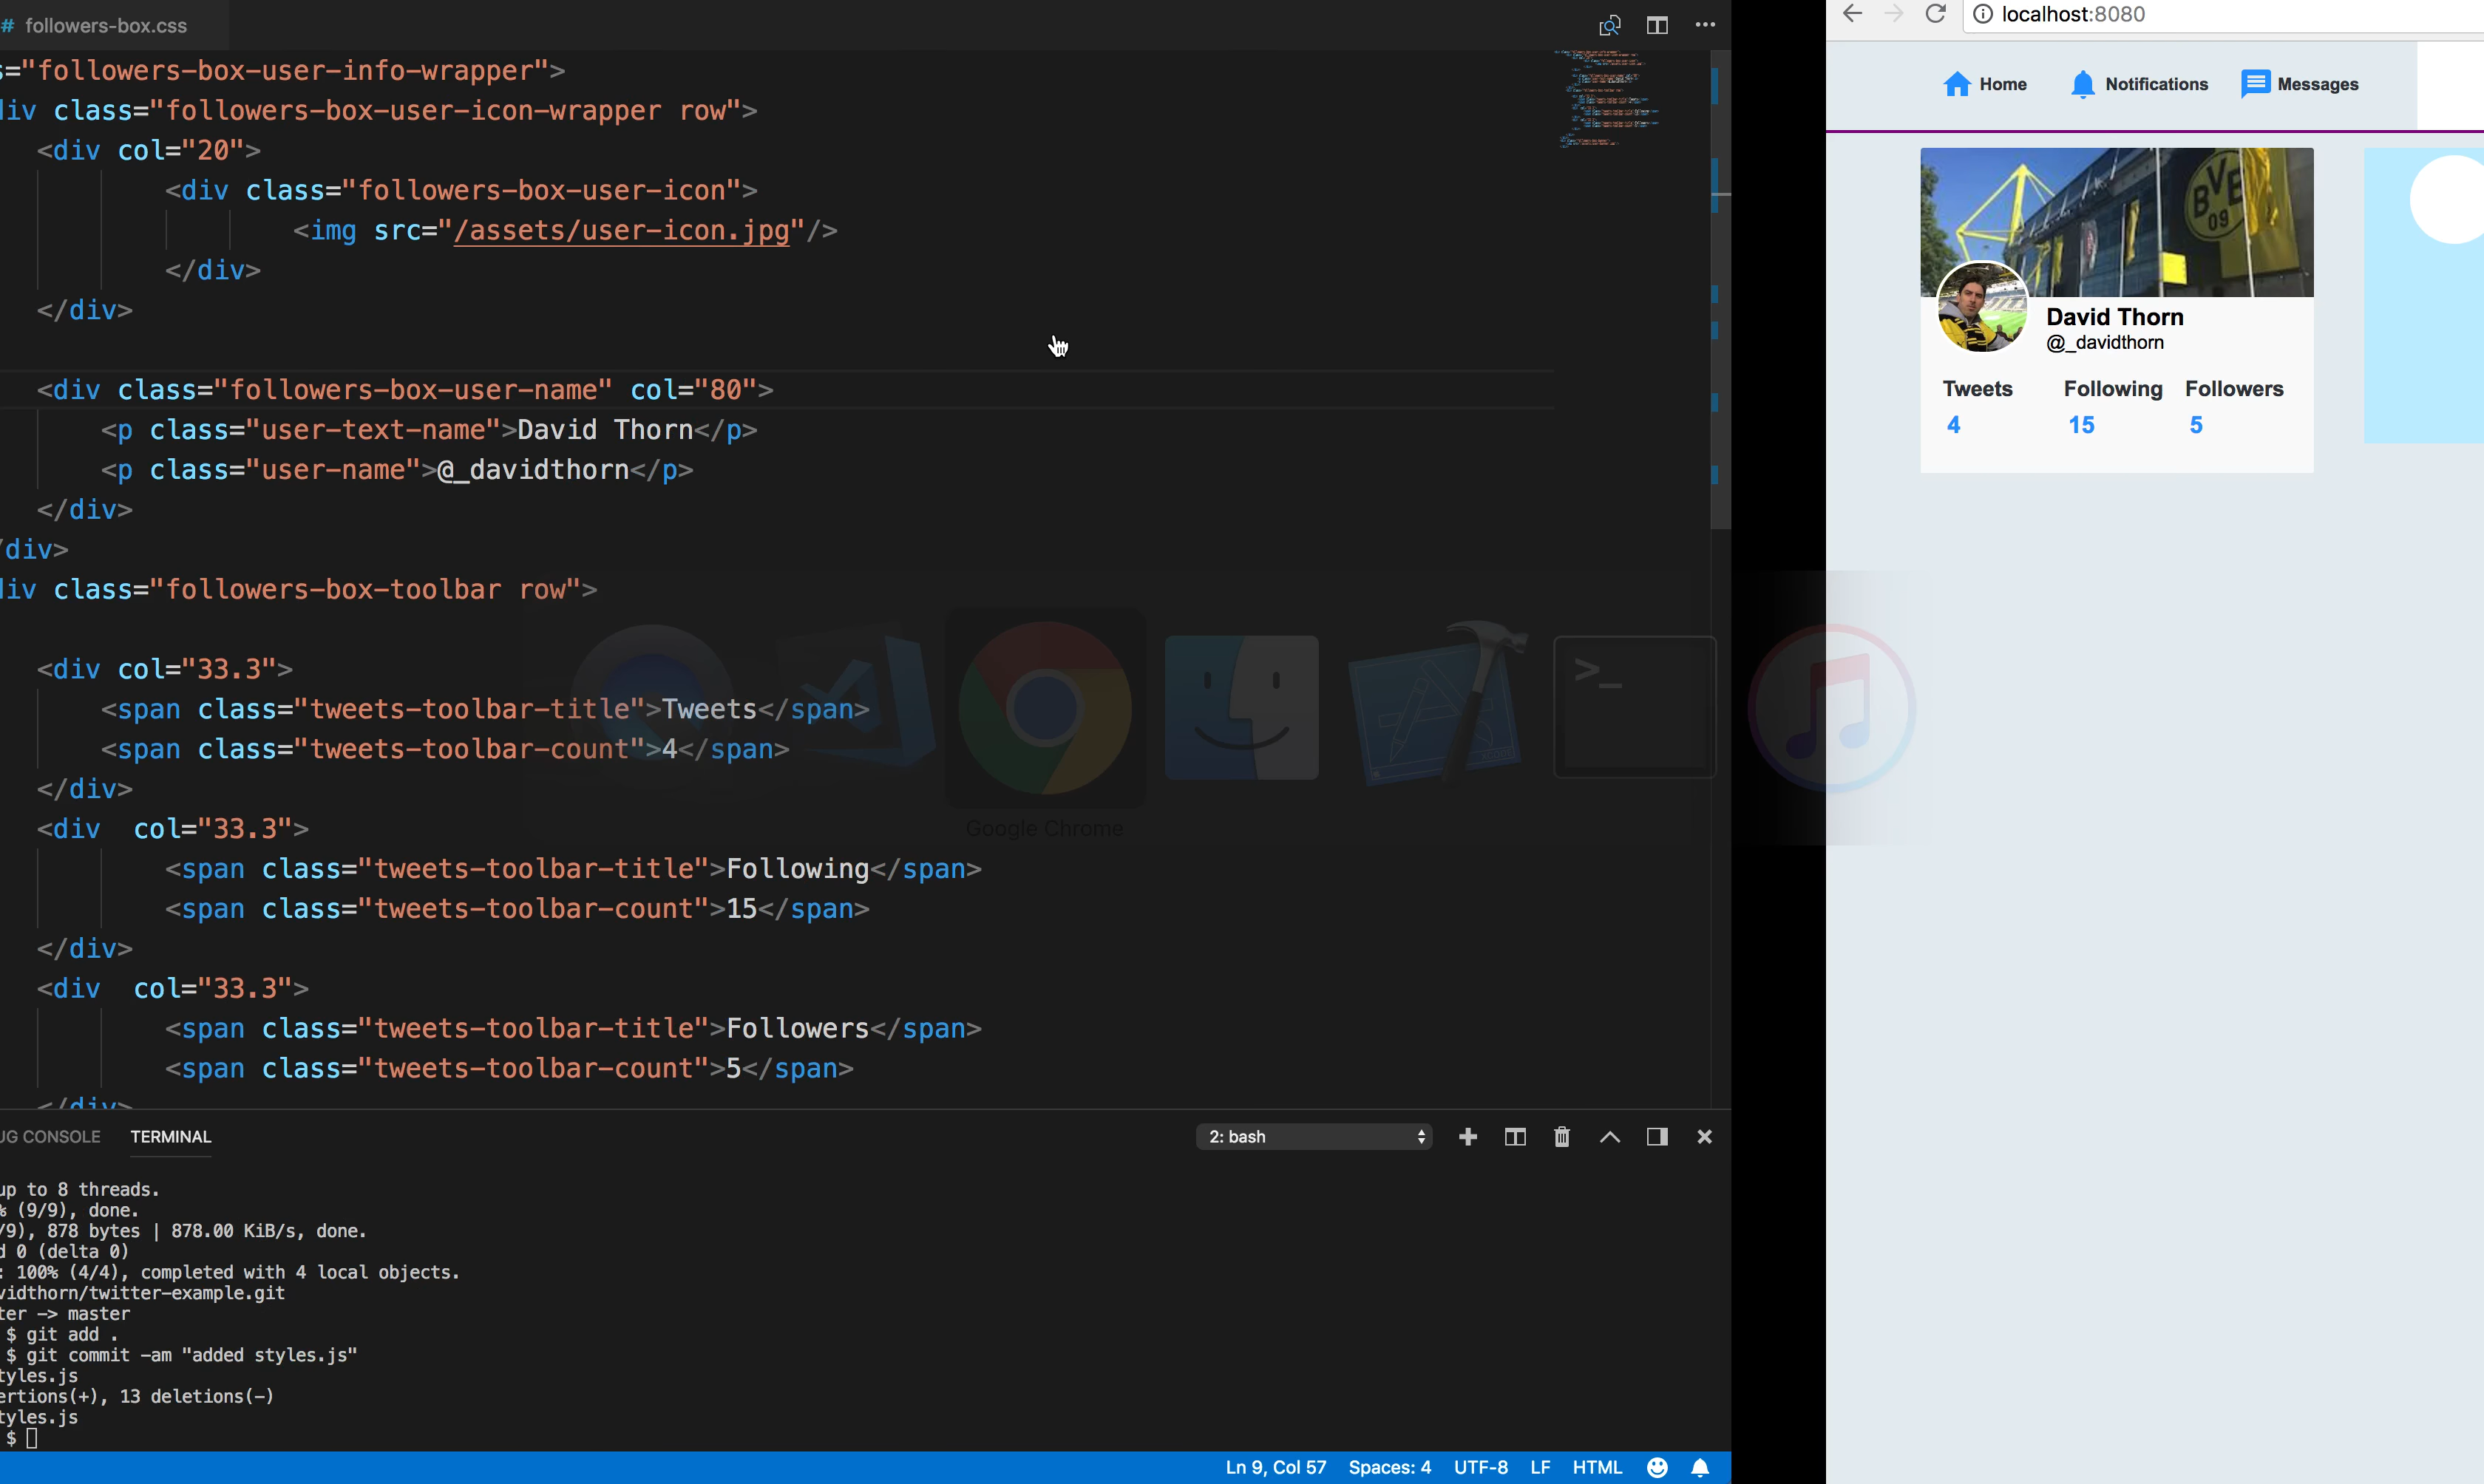 # followers-box.css
s="followers-box-user-info-wrapper">
div class="followers-box-user-icon-wrapper row">
<div col="20">
<div class="followers-box-user-icon">
<img src="/assets/user-icon.jpg"/>
</div>
</div>
<div class="followers-box-user-name" col="80">
<p class="user-text-name">David Thorn</p>
<p class="user-name">@_davidthorn</p>
</div>
/div>
div class="followers-box-toolbar row">
<div col="33.3">
<span class="tweets-toolbar-title">Tweets</span>
<span class="tweets-toolbar-count">4</span>
</div>
<div  col="33.3">
<span class="tweets-toolbar-title">Following</span>
<span class="tweets-toolbar-count">15</span>
</div>
<div  col="33.3">
<span class="tweets-toolbar-title">Followers</span>
<span class="tweets-toolbar-count">5</span>
</div>
Google Chrome
>_
UG CONSOLE TERMINAL
2: bash
up to 8 threads.
% (9/9), done.
/9), 878 bytes | 878.00 KiB/s, done.
d 0 (delta 0)
: 100% (4/4), completed with 4 local objects.
vidthorn/twitter-example.git
ter -> master
$ git add .
$ git commit -am "added styles.js"
tyles.js
ertions(+), 13 deletions(-)
tyles.js
$
Ln 9, Col 57 Spaces: 4 UTF-8 LF HTML
localhost:8080
Home Notifications Messages
BVB
09
David Thorn
@_davidthorn
Tweets Following Followers
4 15 5